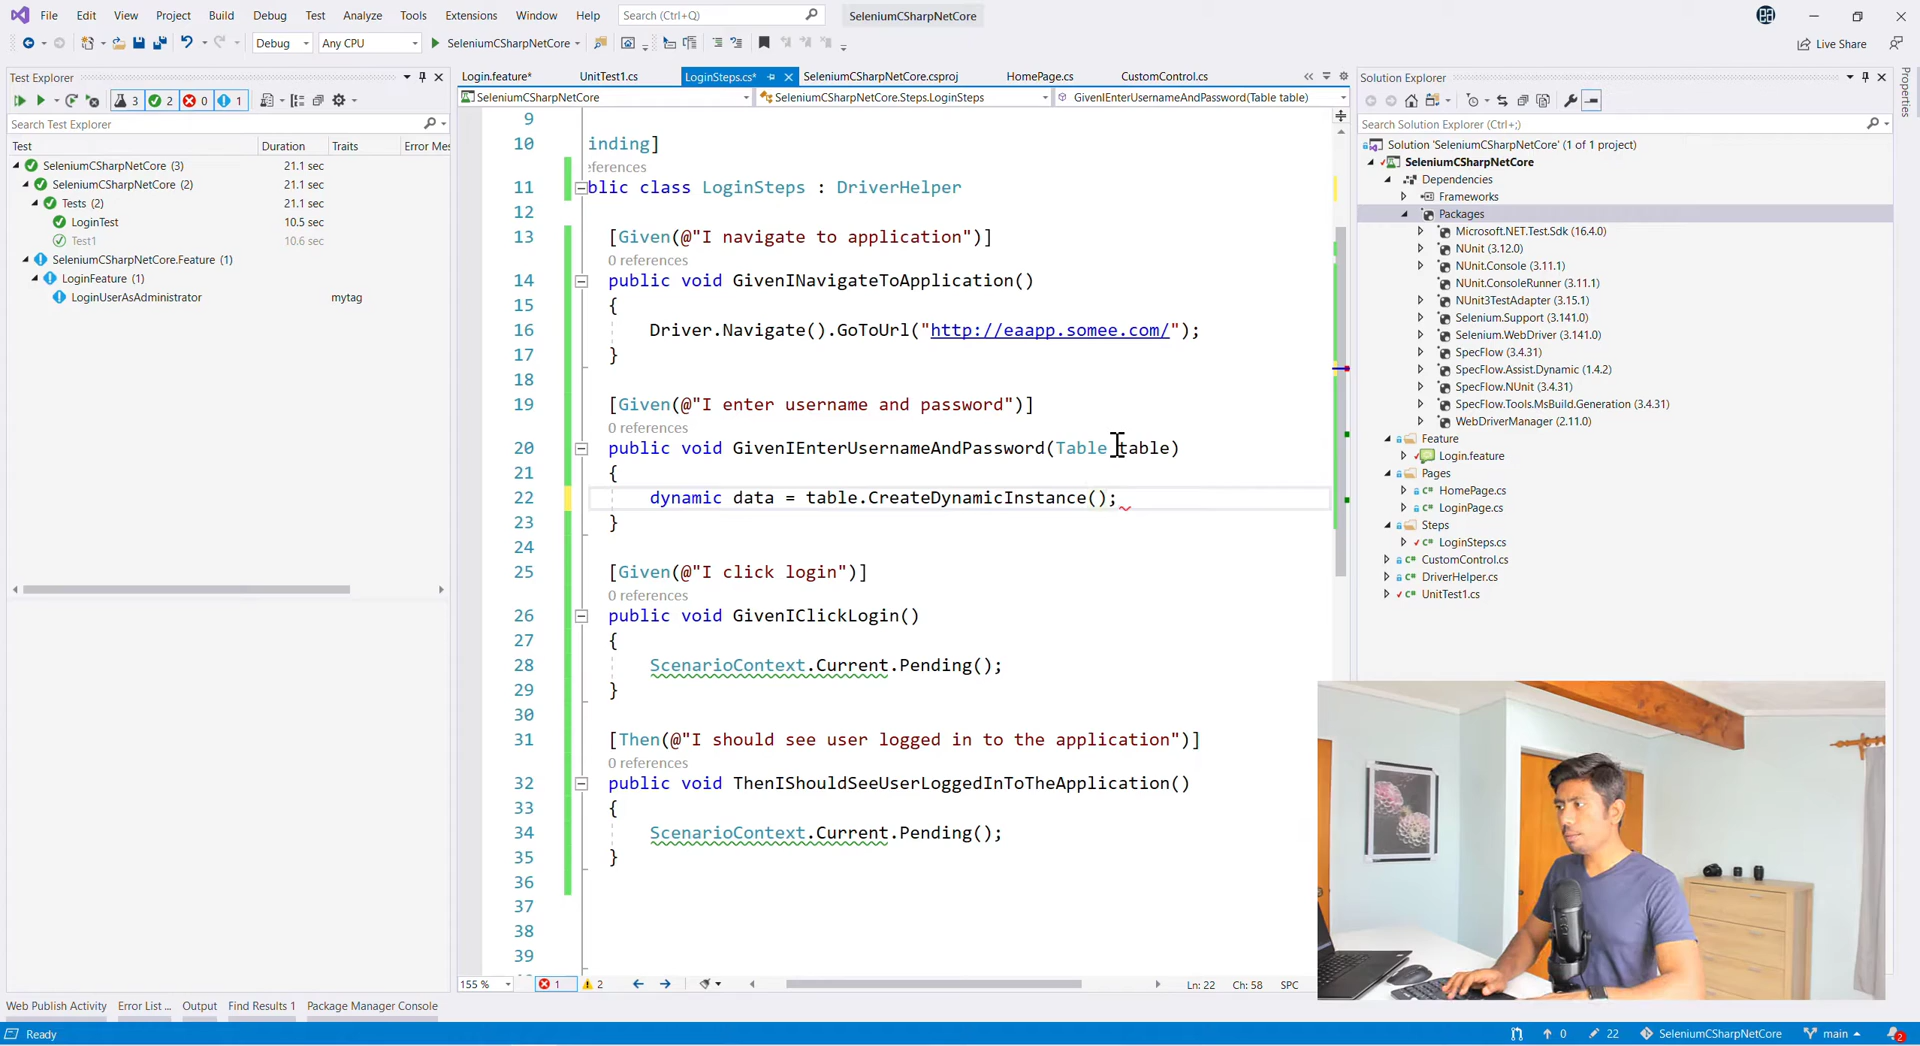 File Edit View Project Build Debug Test Analyze Tools Extensions Window Help Search (Ctrl+Q) SeleniumCSharpNetCore
Debug Any CPU SeleniumCSharpNetCore Live Share
Test Explorer
3 2 0 1
Search Test Explorer
Test Duration Traits Error Mes
SeleniumCSharpNetCore (3) 21.1 sec
SeleniumCSharpNetCore (2) 21.1 sec
Tests (2) 21.1 sec
LoginTest 10.5 sec
Test1 10.6 sec
SeleniumCSharpNetCore.Feature (1)
LoginFeature (1)
LoginUserAsAdministrator mytag
Login.feature* UnitTest1.cs LoginSteps.cs* SeleniumCSharpNetCore.csproj HomePage.cs CustomControl.cs
SeleniumCSharpNetCore SeleniumCSharpNetCore.Steps.LoginSteps GivenIEnterUsernameAndPassword(Table table)
9
10 inding]
eferences
11 blic class LoginSteps : DriverHelper
12
13 [Given(@"I navigate to application")]
0 references
14 public void GivenINavigateToApplication()
15 {
16 Driver.Navigate().GoToUrl("http://eaapp.somee.com/");
17 }
18
19 [Given(@"I enter username and password")]
0 references
20 public void GivenIEnterUsernameAndPassword(Table table)
21 {
22 dynamic data = table.CreateDynamicInstance();
23 }
24
25 [Given(@"I click login")]
0 references
26 public void GivenIClickLogin()
27 {
28 ScenarioContext.Current.Pending();
29 }
30
31 [Then(@"I should see user logged in to the application")]
0 references
32 public void ThenIShouldSeeUserLoggedInToTheApplication()
33 {
34 ScenarioContext.Current.Pending();
35 }
36
37
38
39
155 % 1 2 Ln: 22 Ch: 58 SPC
Solution Explorer
Search Solution Explorer (Ctrl+;)
Solution 'SeleniumCSharpNetCore' (1 of 1 project)
SeleniumCSharpNetCore
Dependencies
Frameworks
Packages
Microsoft.NET.Test.Sdk (16.4.0)
NUnit (3.12.0)
NUnit.Console (3.11.1)
NUnit.ConsoleRunner (3.11.1)
NUnit3TestAdapter (3.15.1)
Selenium.Support (3.141.0)
Selenium.WebDriver (3.141.0)
SpecFlow (3.4.31)
SpecFlow.Assist.Dynamic (1.4.2)
SpecFlow.NUnit (3.4.31)
SpecFlow.Tools.MsBuild.Generation (3.4.31)
WebDriverManager (2.11.0)
Feature
Login.feature
Pages
HomePage.cs
LoginPage.cs
Steps
LoginSteps.cs
CustomControl.cs
DriverHelper.cs
UnitTest1.cs
Properties
Web Publish Activity Error List ... Output Find Results 1 Package Manager Console
Ready 0 22 SeleniumCSharpNetCore main 2